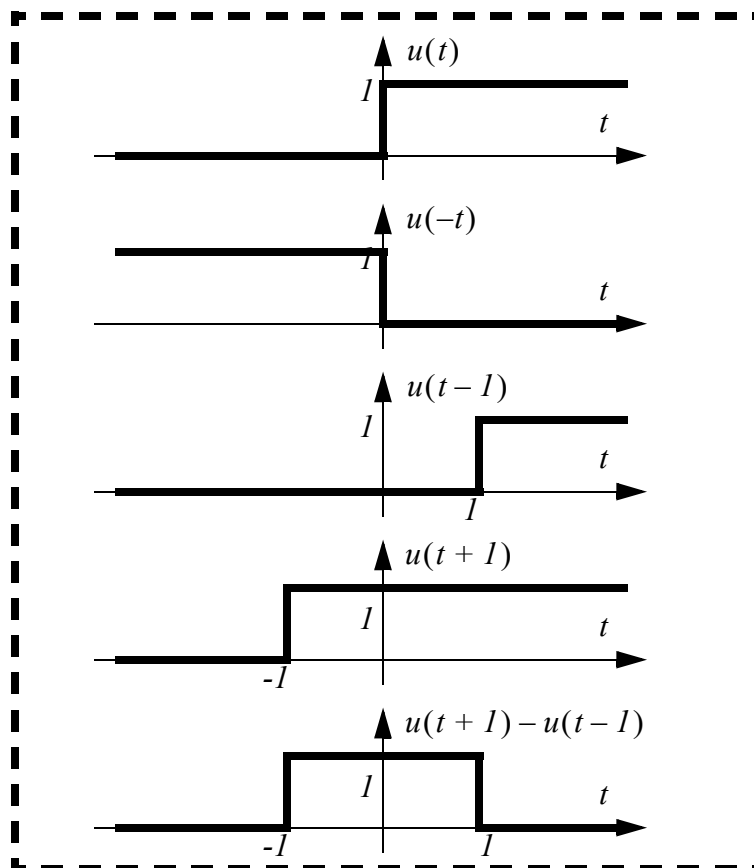 u(t)
1
t
u(–t)
1
t
u(t – 1)
1
t
1
u(t + 1)
1
t
-1
u(t + 1) – u(t – 1)
1
t
-1 1